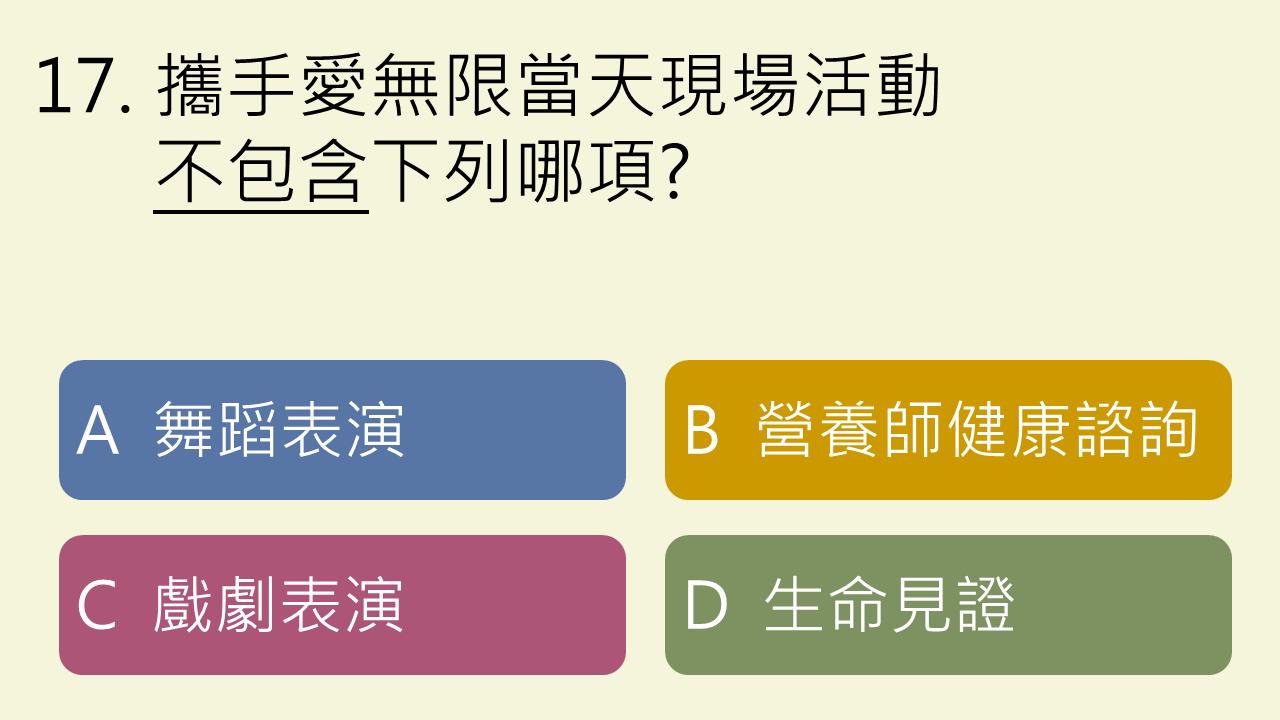 17. 攜手愛無限當天現場活動
不包含下列哪項?
A 舞蹈表演
B 營養師健康諮詢
C 戲劇表演
D 生命見證